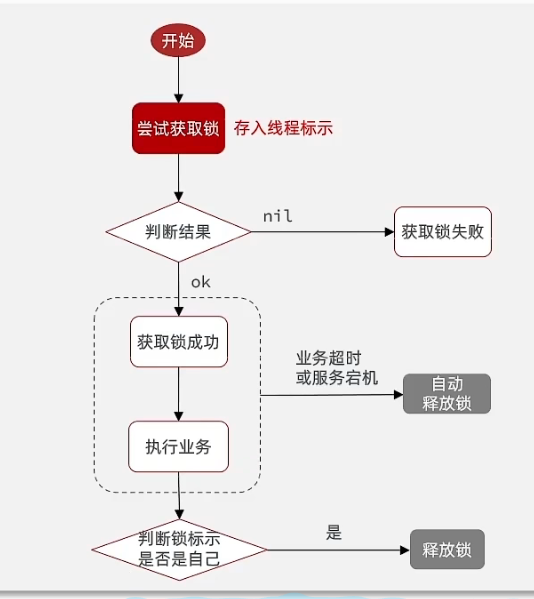 开始
尝试获取锁
存入线程标示
判断结果
nil
获取锁失败
ok
获取锁成功
业务超时
或服务宕机
自动
释放锁
执行业务
判断锁标示
是否是自己
是
释放锁